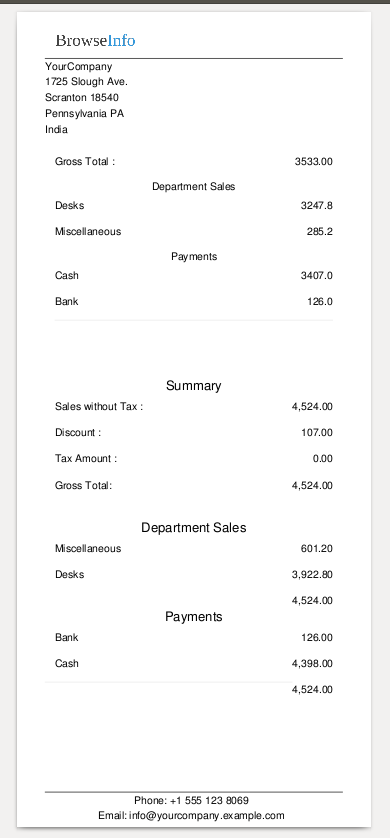 BrowseInfo
YourCompany
1725 Slough Ave.
Scranton 18540
Pennsylvania PA
India
Gross Total : 3533.00
Department Sales
Desks 3247.8
Miscellaneous 285.2
Payments
Cash 3407.0
Bank 126.0
Summary
Sales without Tax : 4,524.00
Discount : 107.00
Tax Amount : 0.00
Gross Total: 4,524.00
Department Sales
Miscellaneous 601.20
Desks 3,922.80
4,524.00
Payments
Bank 126.00
Cash 4,398.00
4,524.00
Phone: +1 555 123 8069
Email: info@yourcompany.example.com